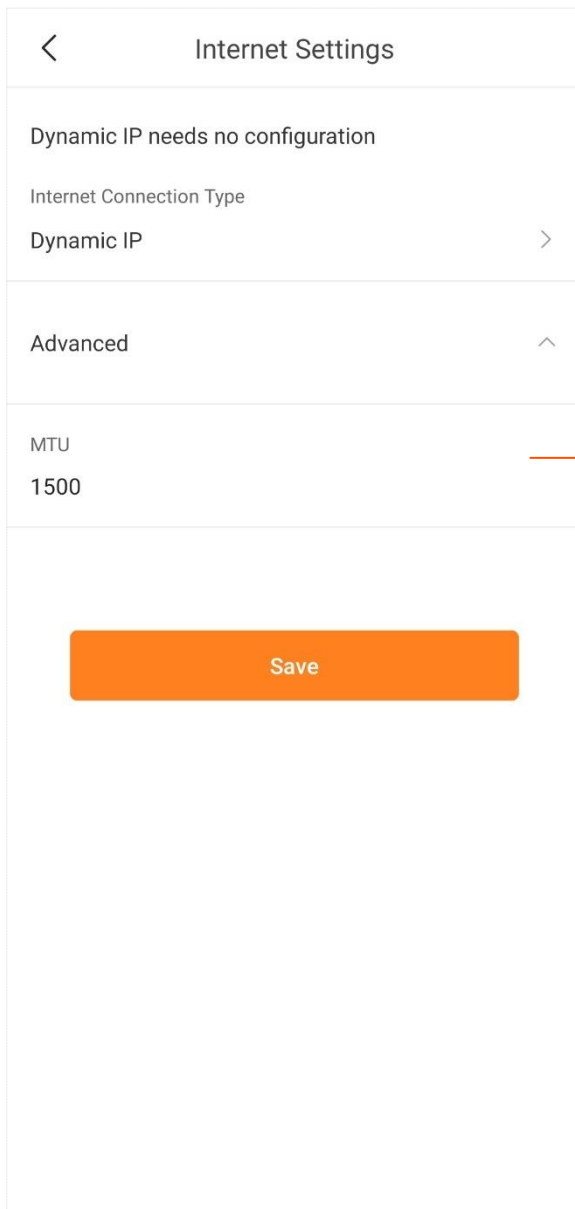 Internet Settings
Dynamic IP needs no configuration
Internet Connection Type
Dynamic IP
Advanced
MTU
1500
Save